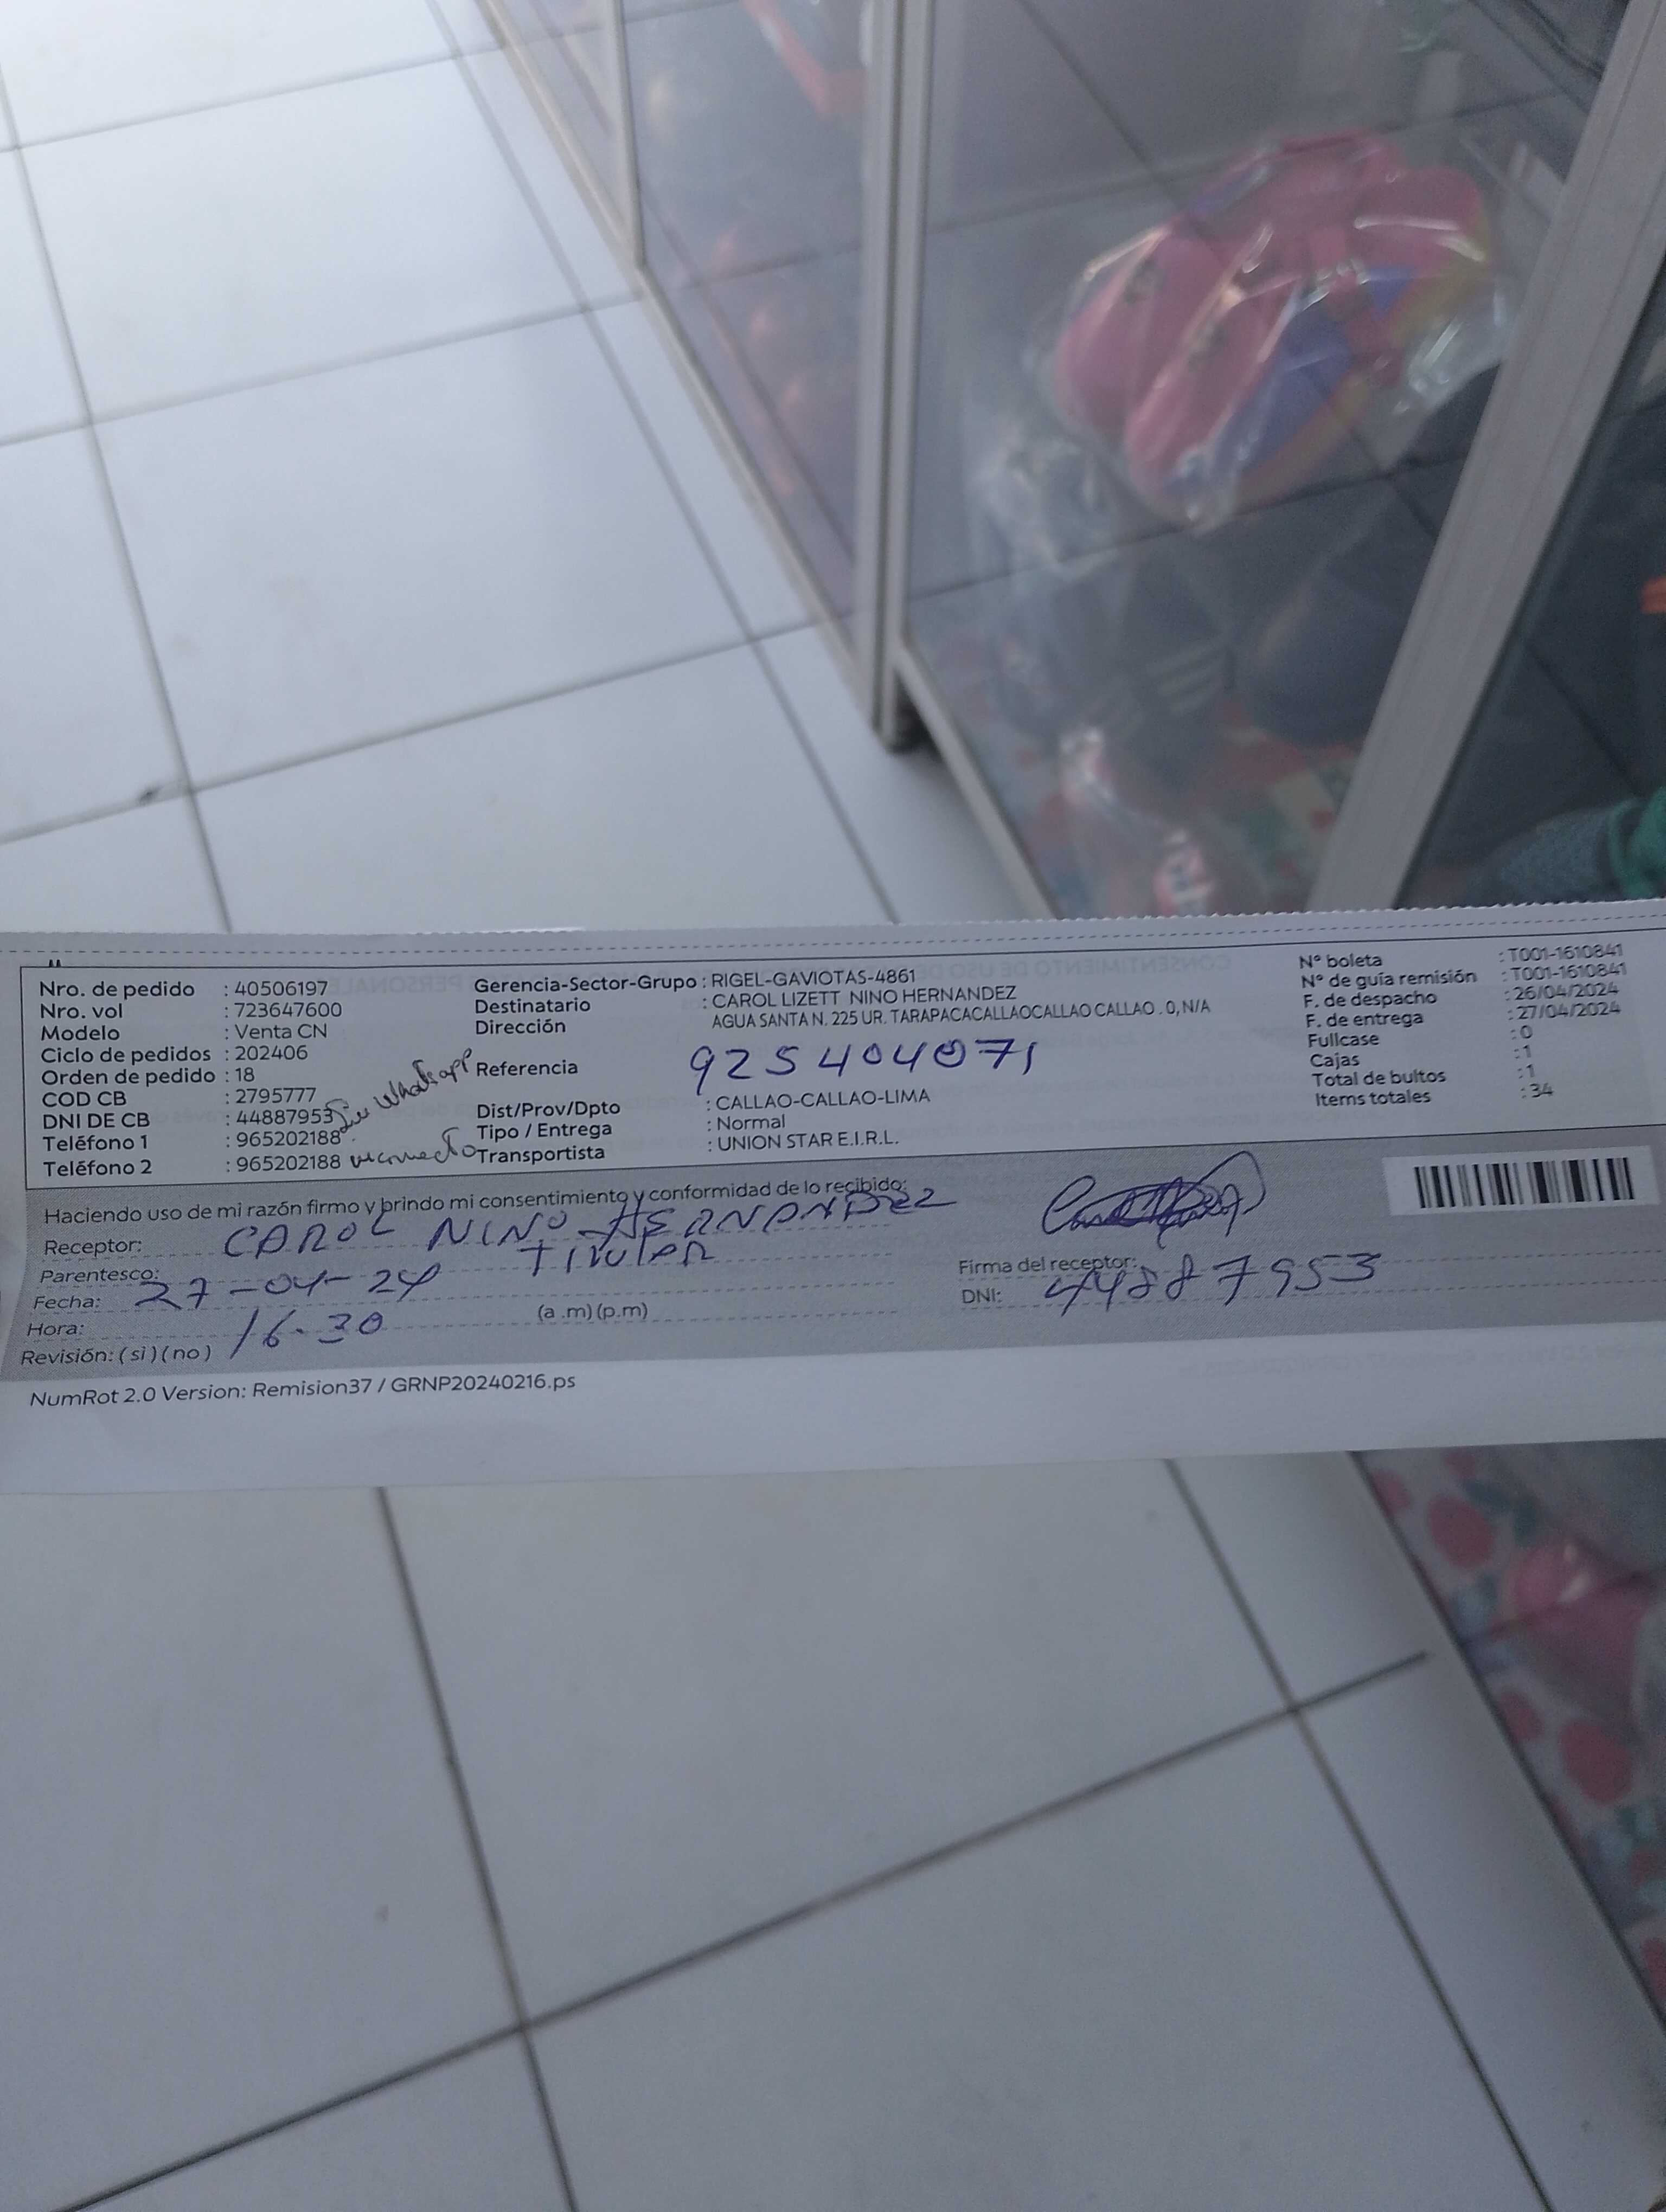 Nro. de pedido : 40506197
Nro. vol : 723647600
Modelo : Venta CN
Ciclo de pedidos : 202406
Orden de pedido : 18
COD CB : 2795777
DNI DE CB : 44887953 Sin Whatsapp
Teléfono 1 : 965202188
Teléfono 2 : 965202188
Gerencia-Sector-Grupo : RIGEL-GAVIOTAS-4861
Destinatario : CAROL LIZETT NINO HERNANDEZ
Dirección AGUA SANTA N. 225 UR. TARAPACACALLAOCALLAO CALLAO . 0, N/A
Referencia 925404071
Dist/Prov/Dpto : CALLAO-CALLAO-LIMA
Tipo / Entrega : Normal
Transportista : UNION STAR E.I.R.L.
N° boleta : T001-1610841
N° de guía remisión : T001-1610841
F. de despacho : 26/04/2024
F. de entrega : 27/04/2024
Fullcase : 0
Cajas : 1
Total de bultos : 1
Items totales : 34
Haciendo uso de mi razón firmo y brindo mi consentimiento y conformidad de lo recibido:
Receptor: CAROL NINO HERNANDEZ
Parentesco: TITULAR
Fecha: 27-04-24
Hora: 16.30 (a .m) (p.m)
Revisión: (si) (no)
Firma del receptor:
DNI: 44887953
NumRot 2.0 Version: Remision37 / GRNP20240216.ps